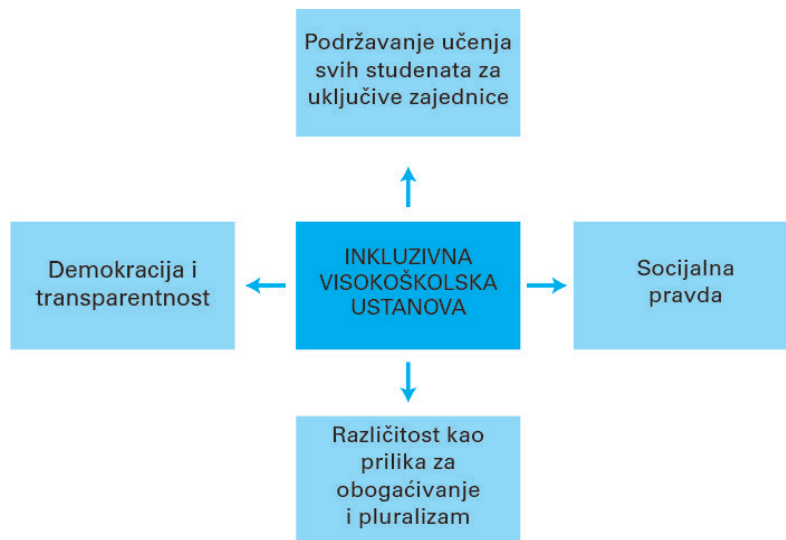 Podržavanje učenja
svih studenata za
uključive zajednice
Demokracija i
transparentnost
INKLUZIVNA
VISOKOŠKOLSKA
USTANOVA
Socijalna
pravda
Različitost kao
prilika za
obogaćivanje
i pluralizam